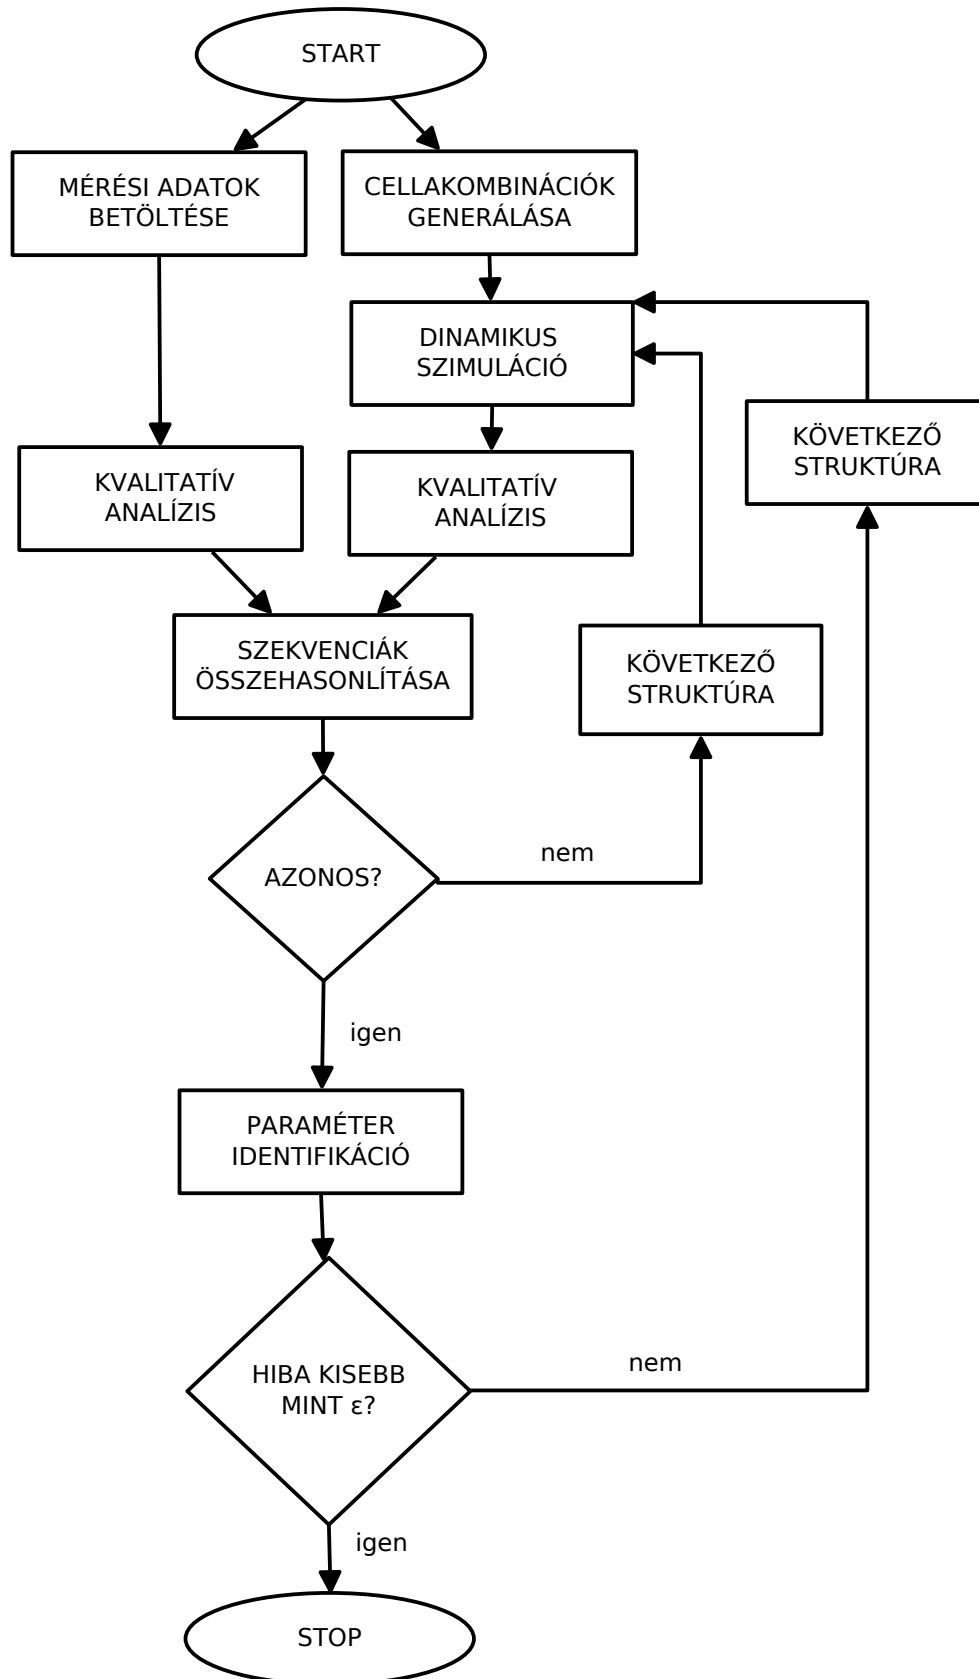 START
MÉRÉSI ADATOK
BETÖLTÉSE
CELLAKOMBINÁCIÓK
GENERÁLÁSA
DINAMIKUS
SZIMULÁCIÓ
KÖVETKEZŐ
STRUKTÚRA
KVALITATÍV
ANALÍZIS
KVALITATÍV
ANALÍZIS
SZEKVENCIÁK
ÖSSZEHASONLÍTÁSA
KÖVETKEZŐ
STRUKTÚRA
AZONOS?
nem
igen
PARAMÉTER
IDENTIFIKÁCIÓ
HIBA KISEBB
MINT ε?
nem
igen
STOP